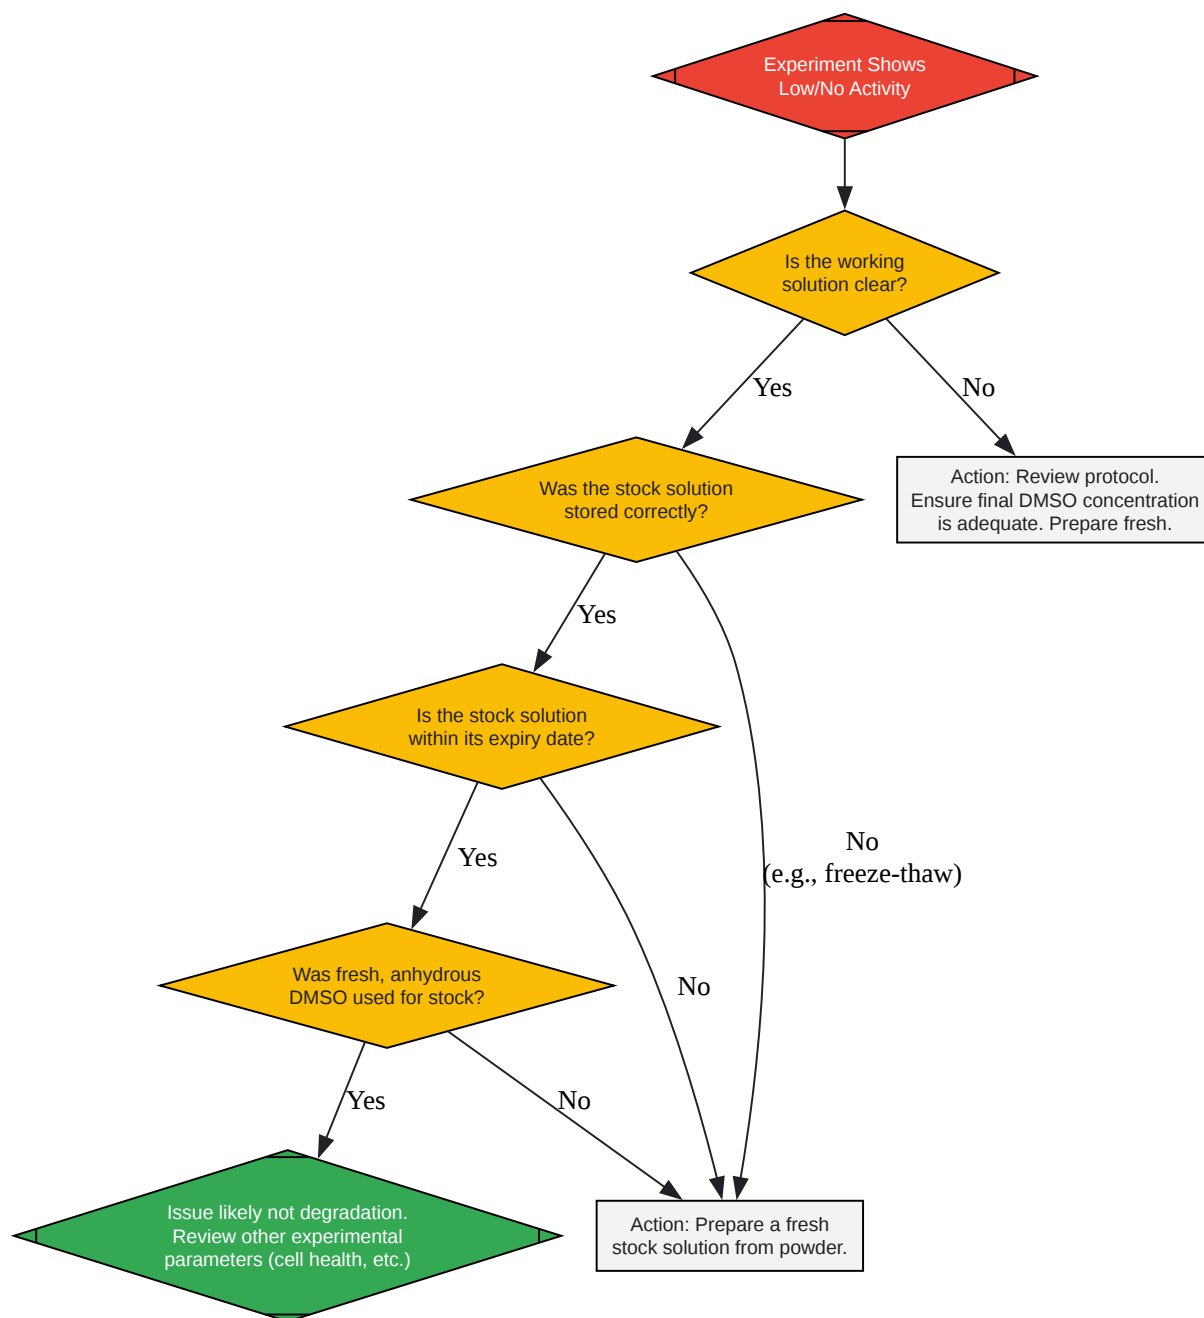 Experiment Shows
Low/No Activity
Is the working
solution clear?
Yes
No
Was the stock solution
stored correctly?
Action: Review protocol.
Ensure final DMSO concentration
is adequate. Prepare fresh.
Yes
Is the stock solution
within its expiry date?
No
(e.g., freeze-thaw)
Yes
Was fresh, anhydrous
DMSO used for stock?
No
Yes
No
Issue likely not degradation.
Review other experimental
parameters (cell health, etc.)
Action: Prepare a fresh
stock solution from powder.